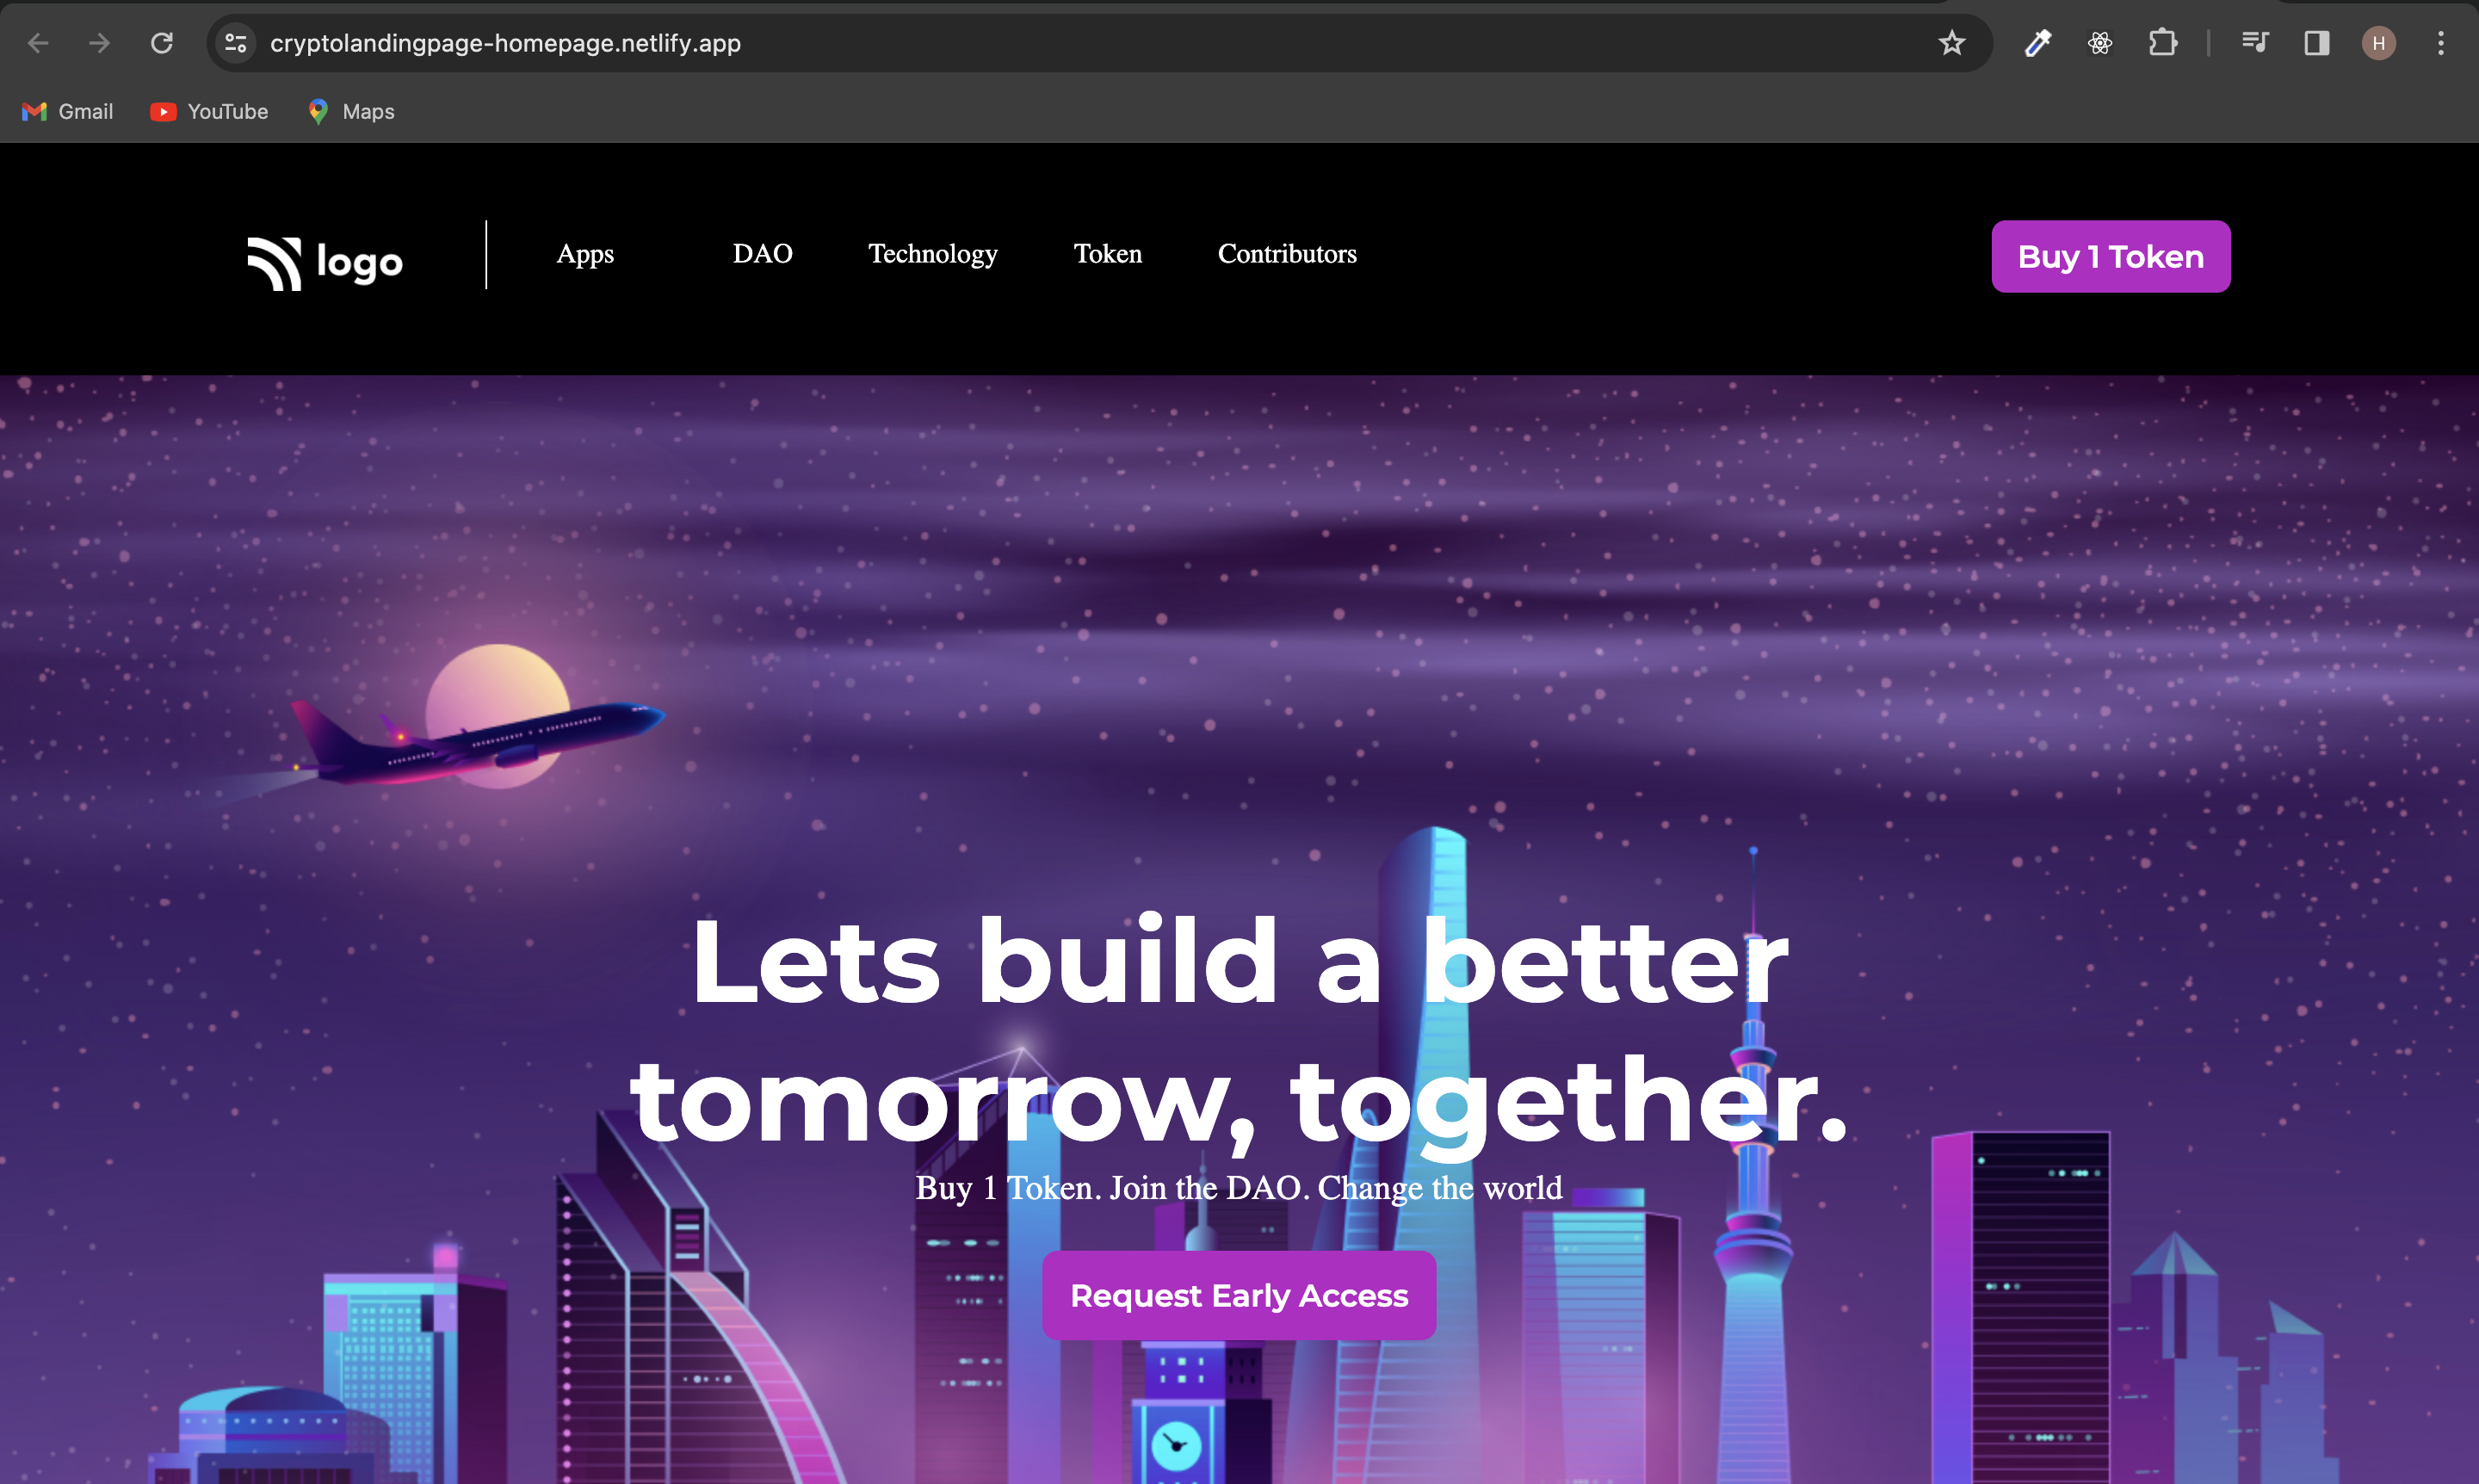 cryptolandingpage-homepage.netlify.app
H
Gmail YouTube Maps
logo Apps DAO Technology Token Contributors Buy 1 Token
Lets build a better
tomorrow, together.
Buy 1 Token. Join the DAO. Change the world
Request Early Access